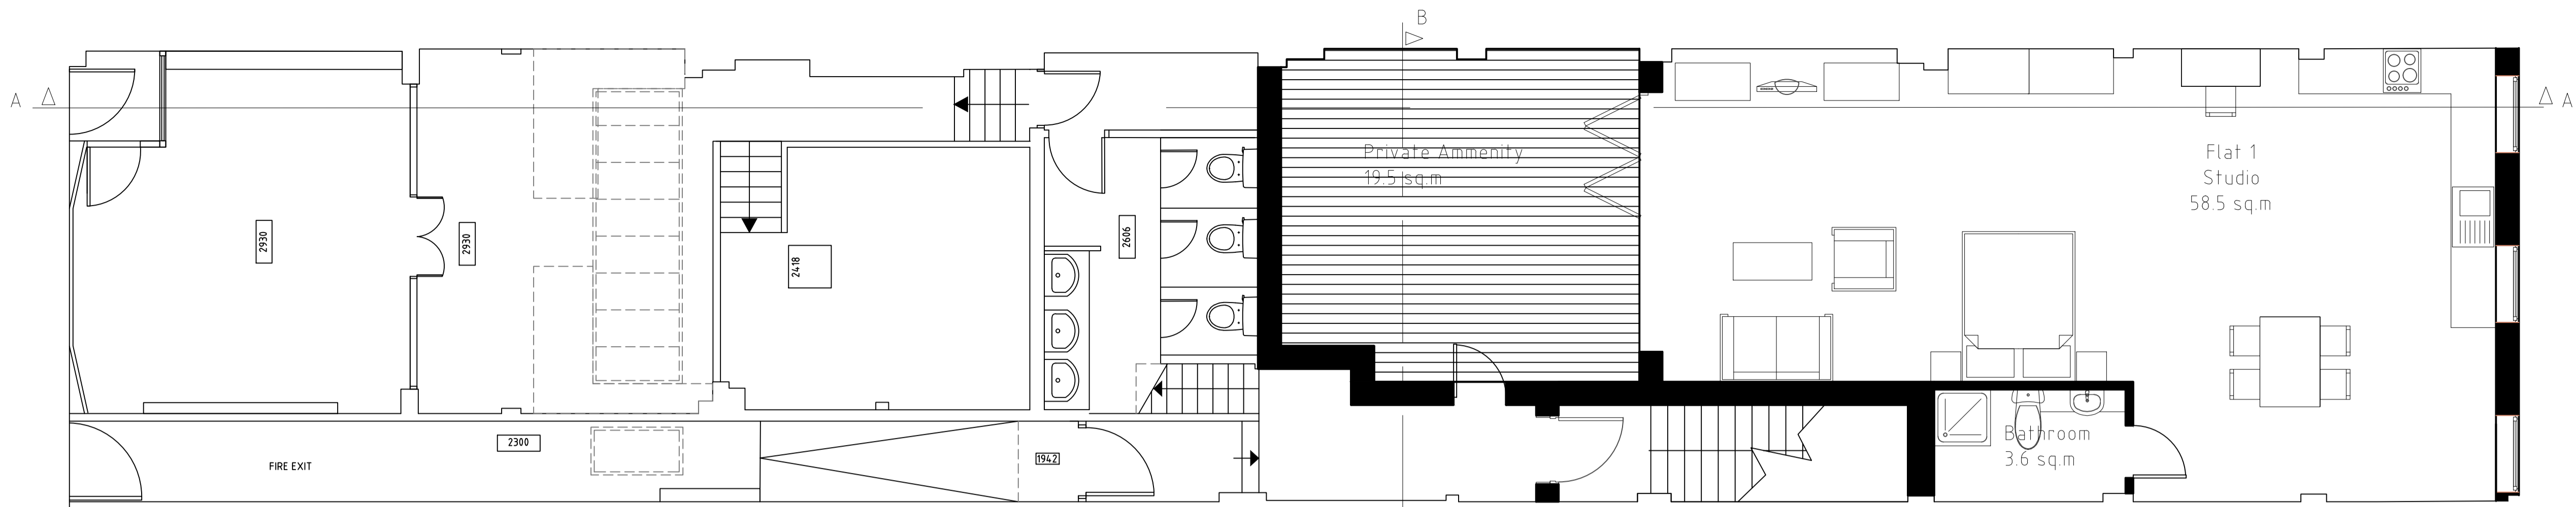 B
A
A
Private Ammenity
19.5 sq.m
Flat 1
Studio
58.5 sq.m
2930
2930
2418
2606
Bathroom
3.6 sq.m
2300
1942
FIRE EXIT